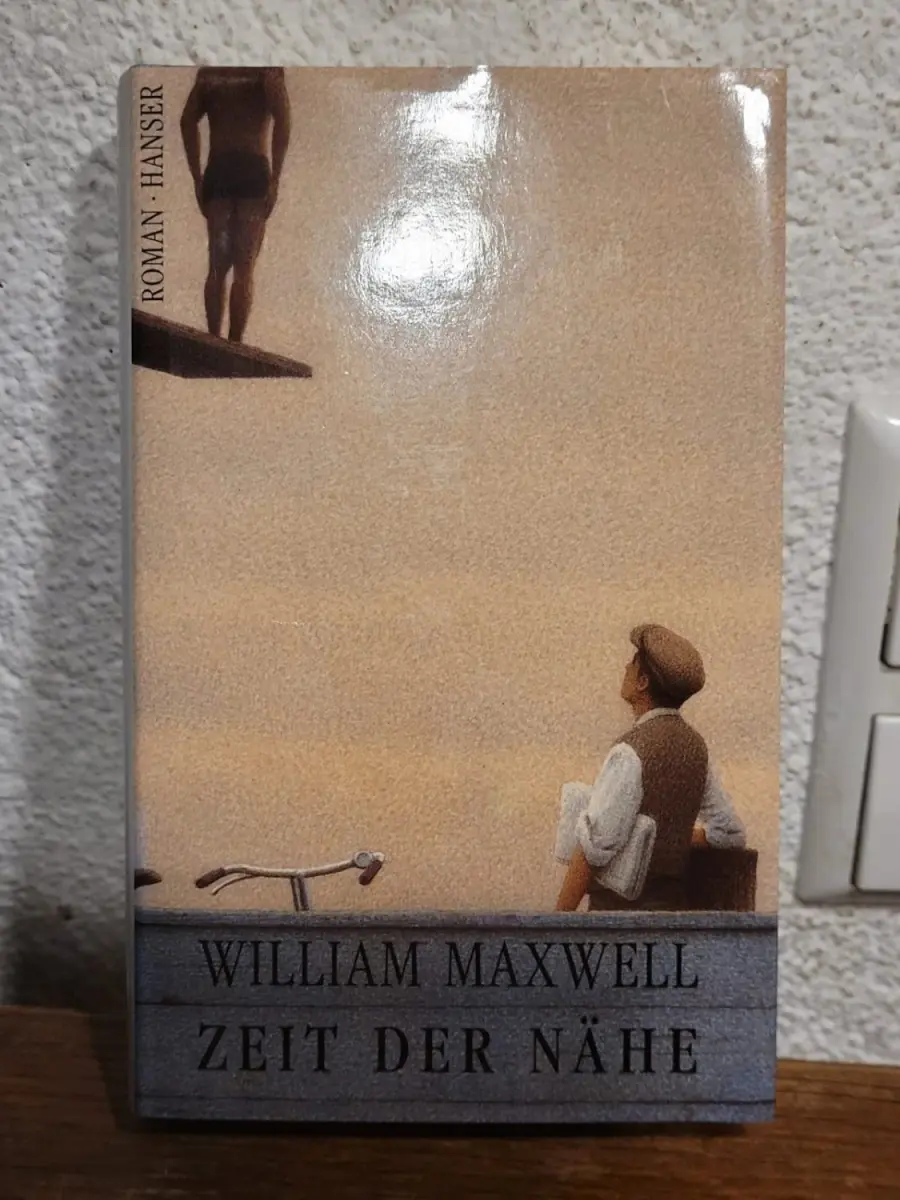 ROMAN · HANSER
WILLIAM MAXWELL
ZEIT DER NÄHE